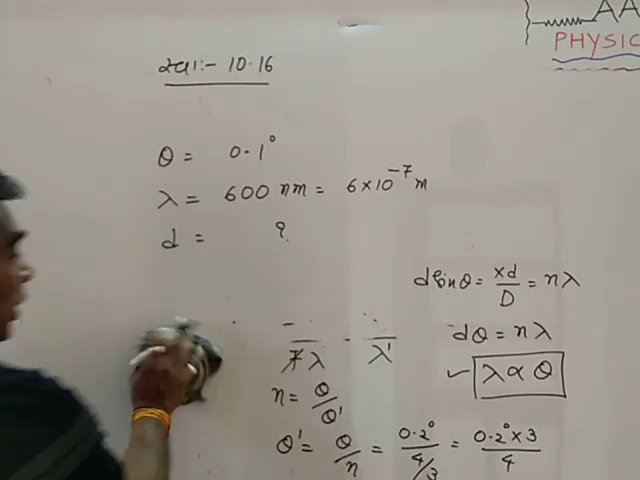 AA
PHYSIC
उदा:- 10.16
θ = 0.1°
λ = 600 nm = 6×10⁻⁷ m
d = ?
d sinθ = xd/D = nλ
dθ = nλ
λ ∝ θ
λ λ'
n = θ/θ'
θ' = θ/n = 0.2°/4/3 = 0.2°×3/4